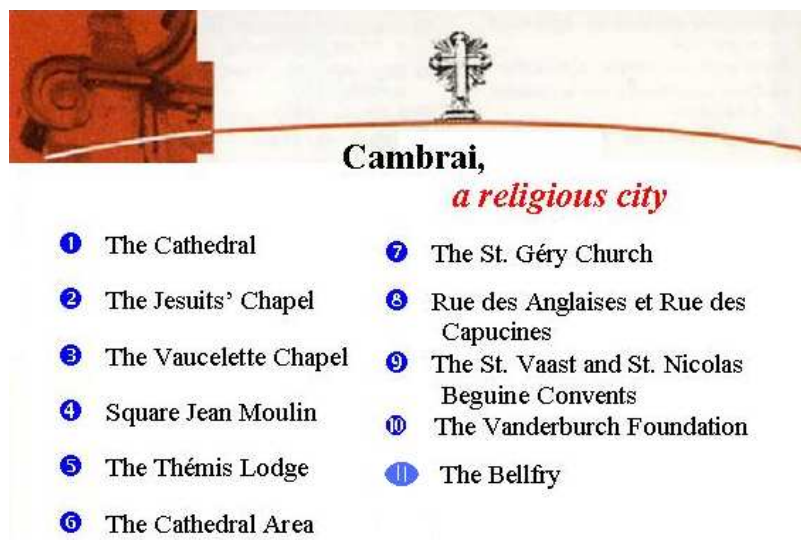 Cambrai,
a religious city
1 The Cathedral
2 The Jesuits’ Chapel
3 The Vaucelette Chapel
4 Square Jean Moulin
5 The Thémis Lodge
6 The Cathedral Area
7 The St. Géry Church
8 Rue des Anglaises et Rue des
Capucines
9 The St. Vaast and St. Nicolas
Beguine Convents
10 The Vanderburch Foundation
11 The Bellfry